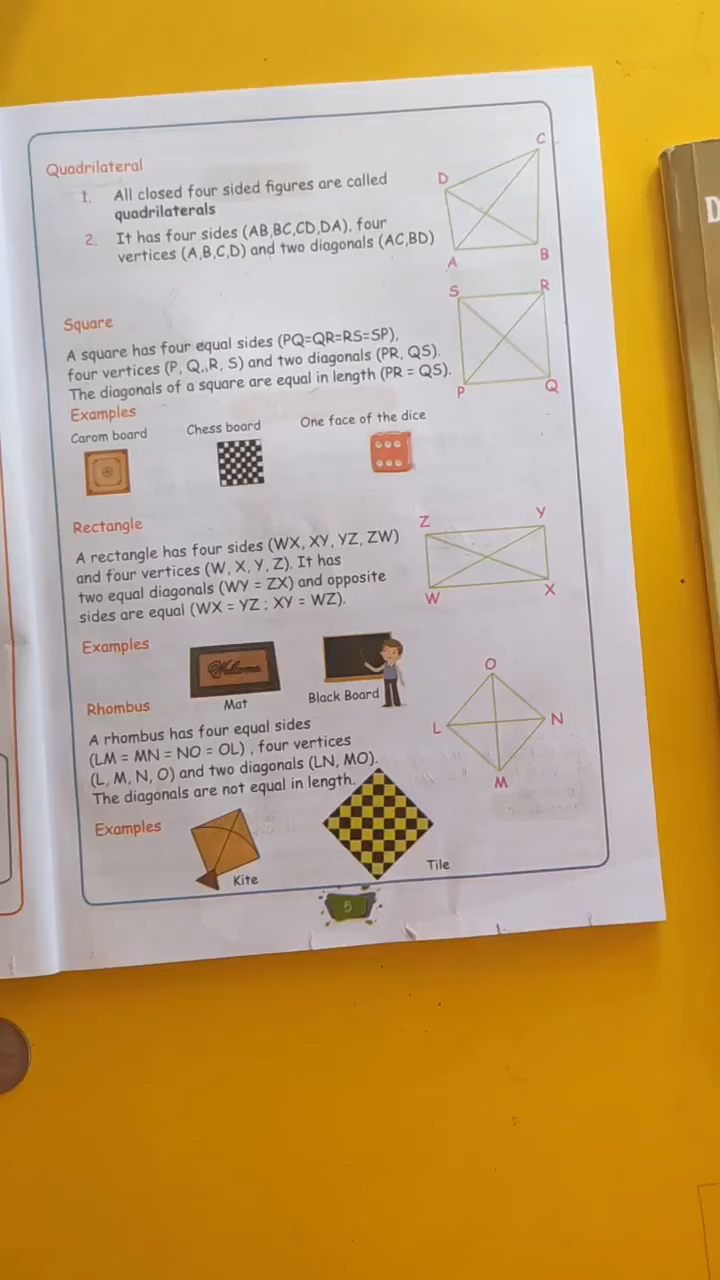 Quadrilateral
1. All closed four sided figures are called
quadrilaterals
2. It has four sides (AB,BC,CD,DA), four
vertices (A,B,C,D) and two diagonals (AC,BD)
C
D
A
B
Square
A square has four equal sides (PQ=QR=RS=SP),
four vertices (P, Q,,R, S) and two diagonals (PR, QS).
The diagonals of a square are equal in length (PR = QS).
S
R
P
Q
Examples
Carom board
Chess board
One face of the dice
Rectangle
A rectangle has four sides (WX, XY, YZ, ZW)
and four vertices (W, X, Y, Z). It has
two equal diagonals (WY = ZX) and opposite
sides are equal (WX = YZ ; XY = WZ).
Z
Y
W
X
Examples
Welcome
Mat
Black Board
Rhombus
A rhombus has four equal sides
(LM = MN = NO = OL) , four vertices
(L, M, N, O) and two diagonals (LN, MO).
The diagonals are not equal in length.
O
L
N
M
Examples
Kite
Tile
5
D